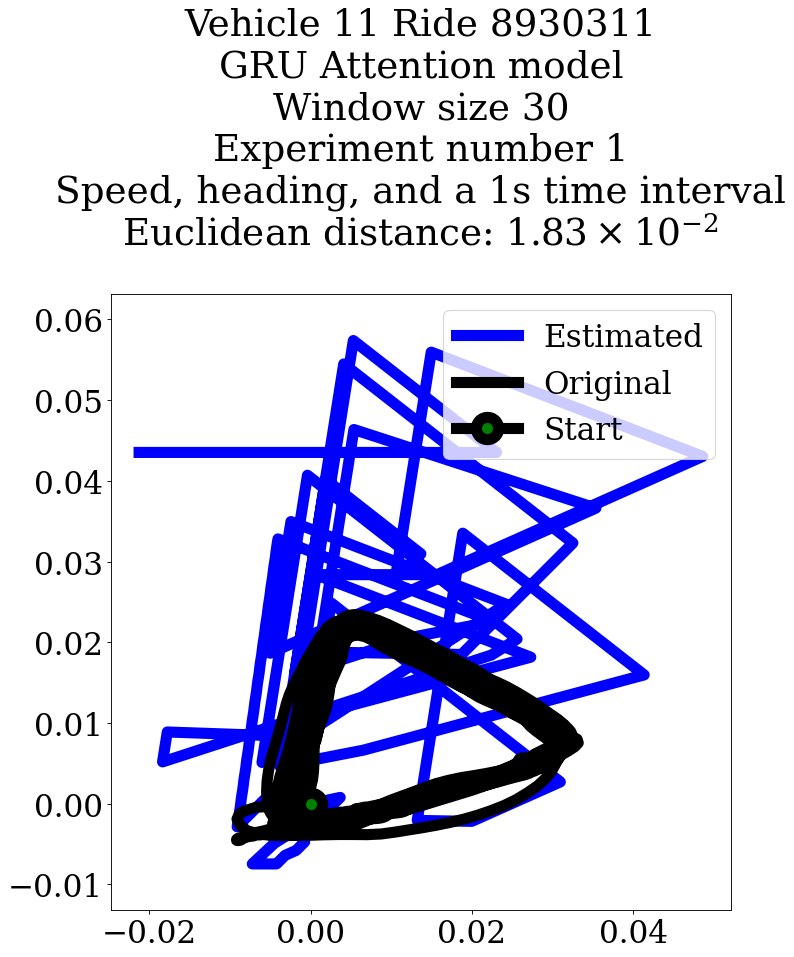 Vehicle 11 Ride 8930311
GRU Attention model
Window size 30
Experiment number 1
Speed, heading, and a 1s time interval
Euclidean distance: 1.83 × 10⁻²
0.06
0.05
0.04
0.03
0.02
0.01
0.00
−0.01
−0.02
0.00
0.02
0.04
Estimated
Original
Start